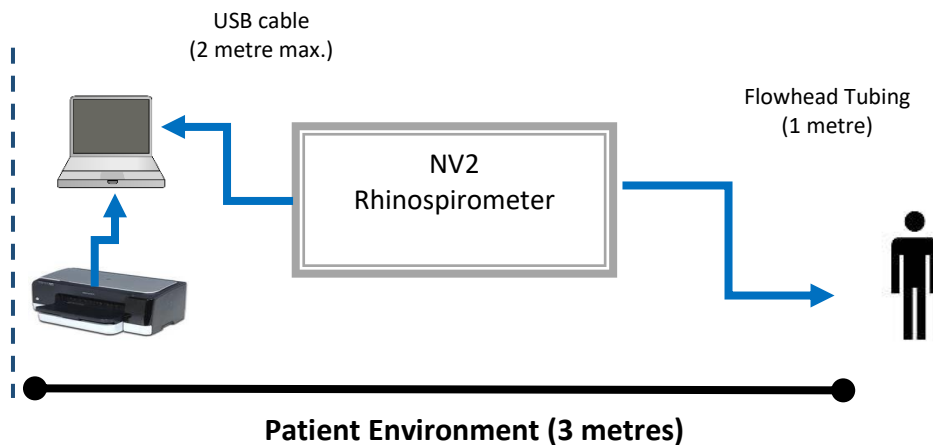 USB cable
(2 metre max.)
Flowhead Tubing
(1 metre)
NV2
Rhinospirometer
Patient Environment (3 metres)